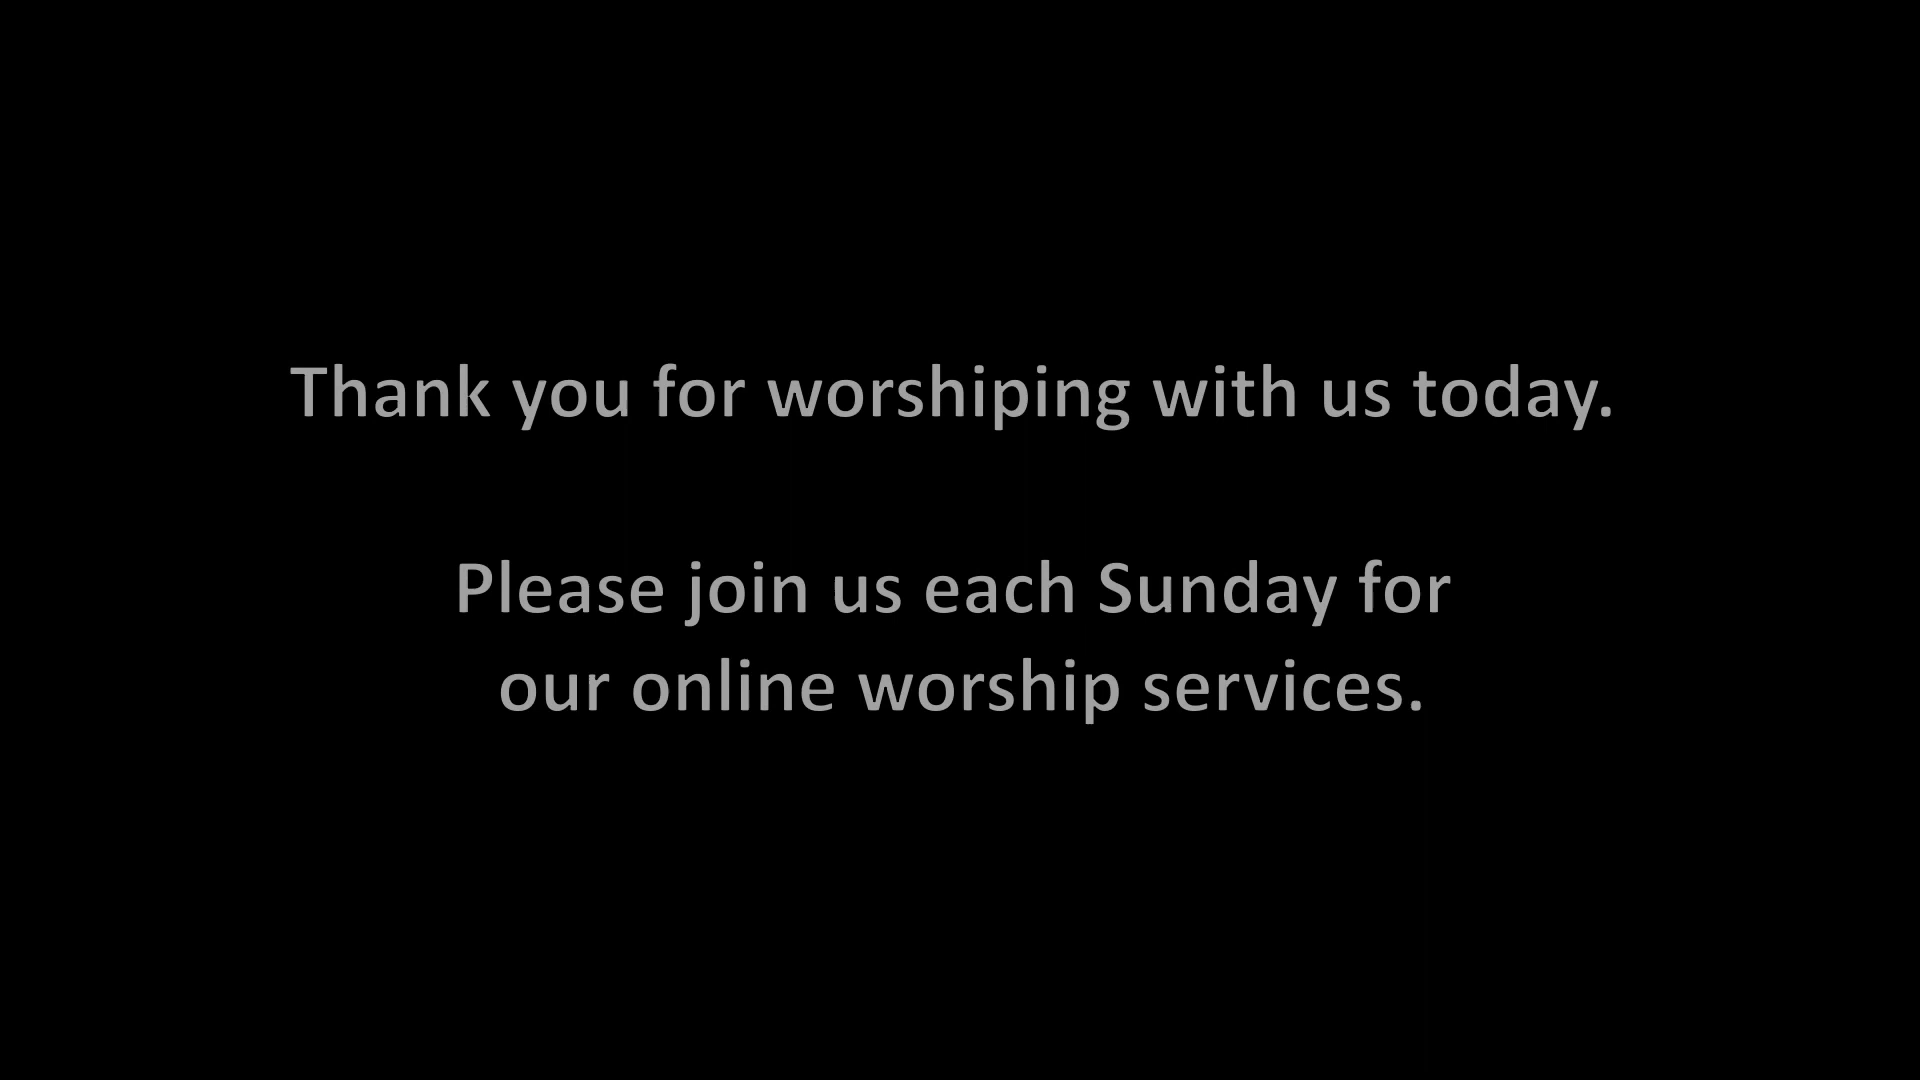 Thank you for worshiping with us today.
Please join us each Sunday for
our online worship services.